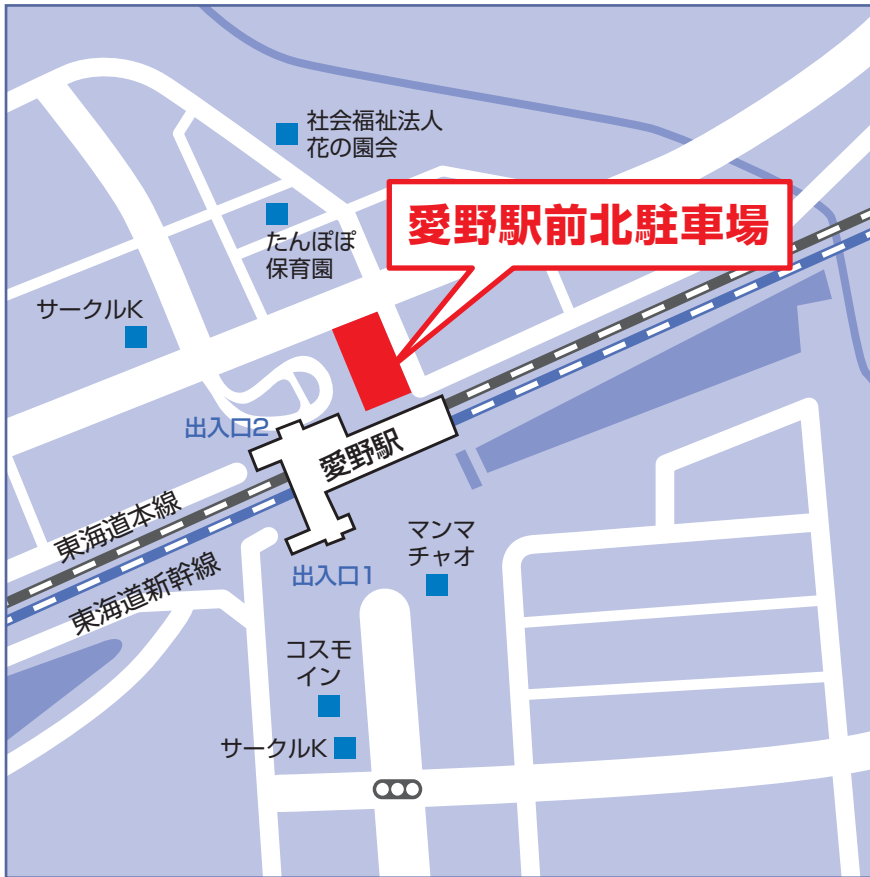 社会福祉法人
花の園会
愛野駅前北駐車場
たんぽぽ
保育園
サークルK
出入口2
愛野駅
東海道本線
東海道新幹線
マンマ
チャオ
出入口1
コスモ
イン
サークルK